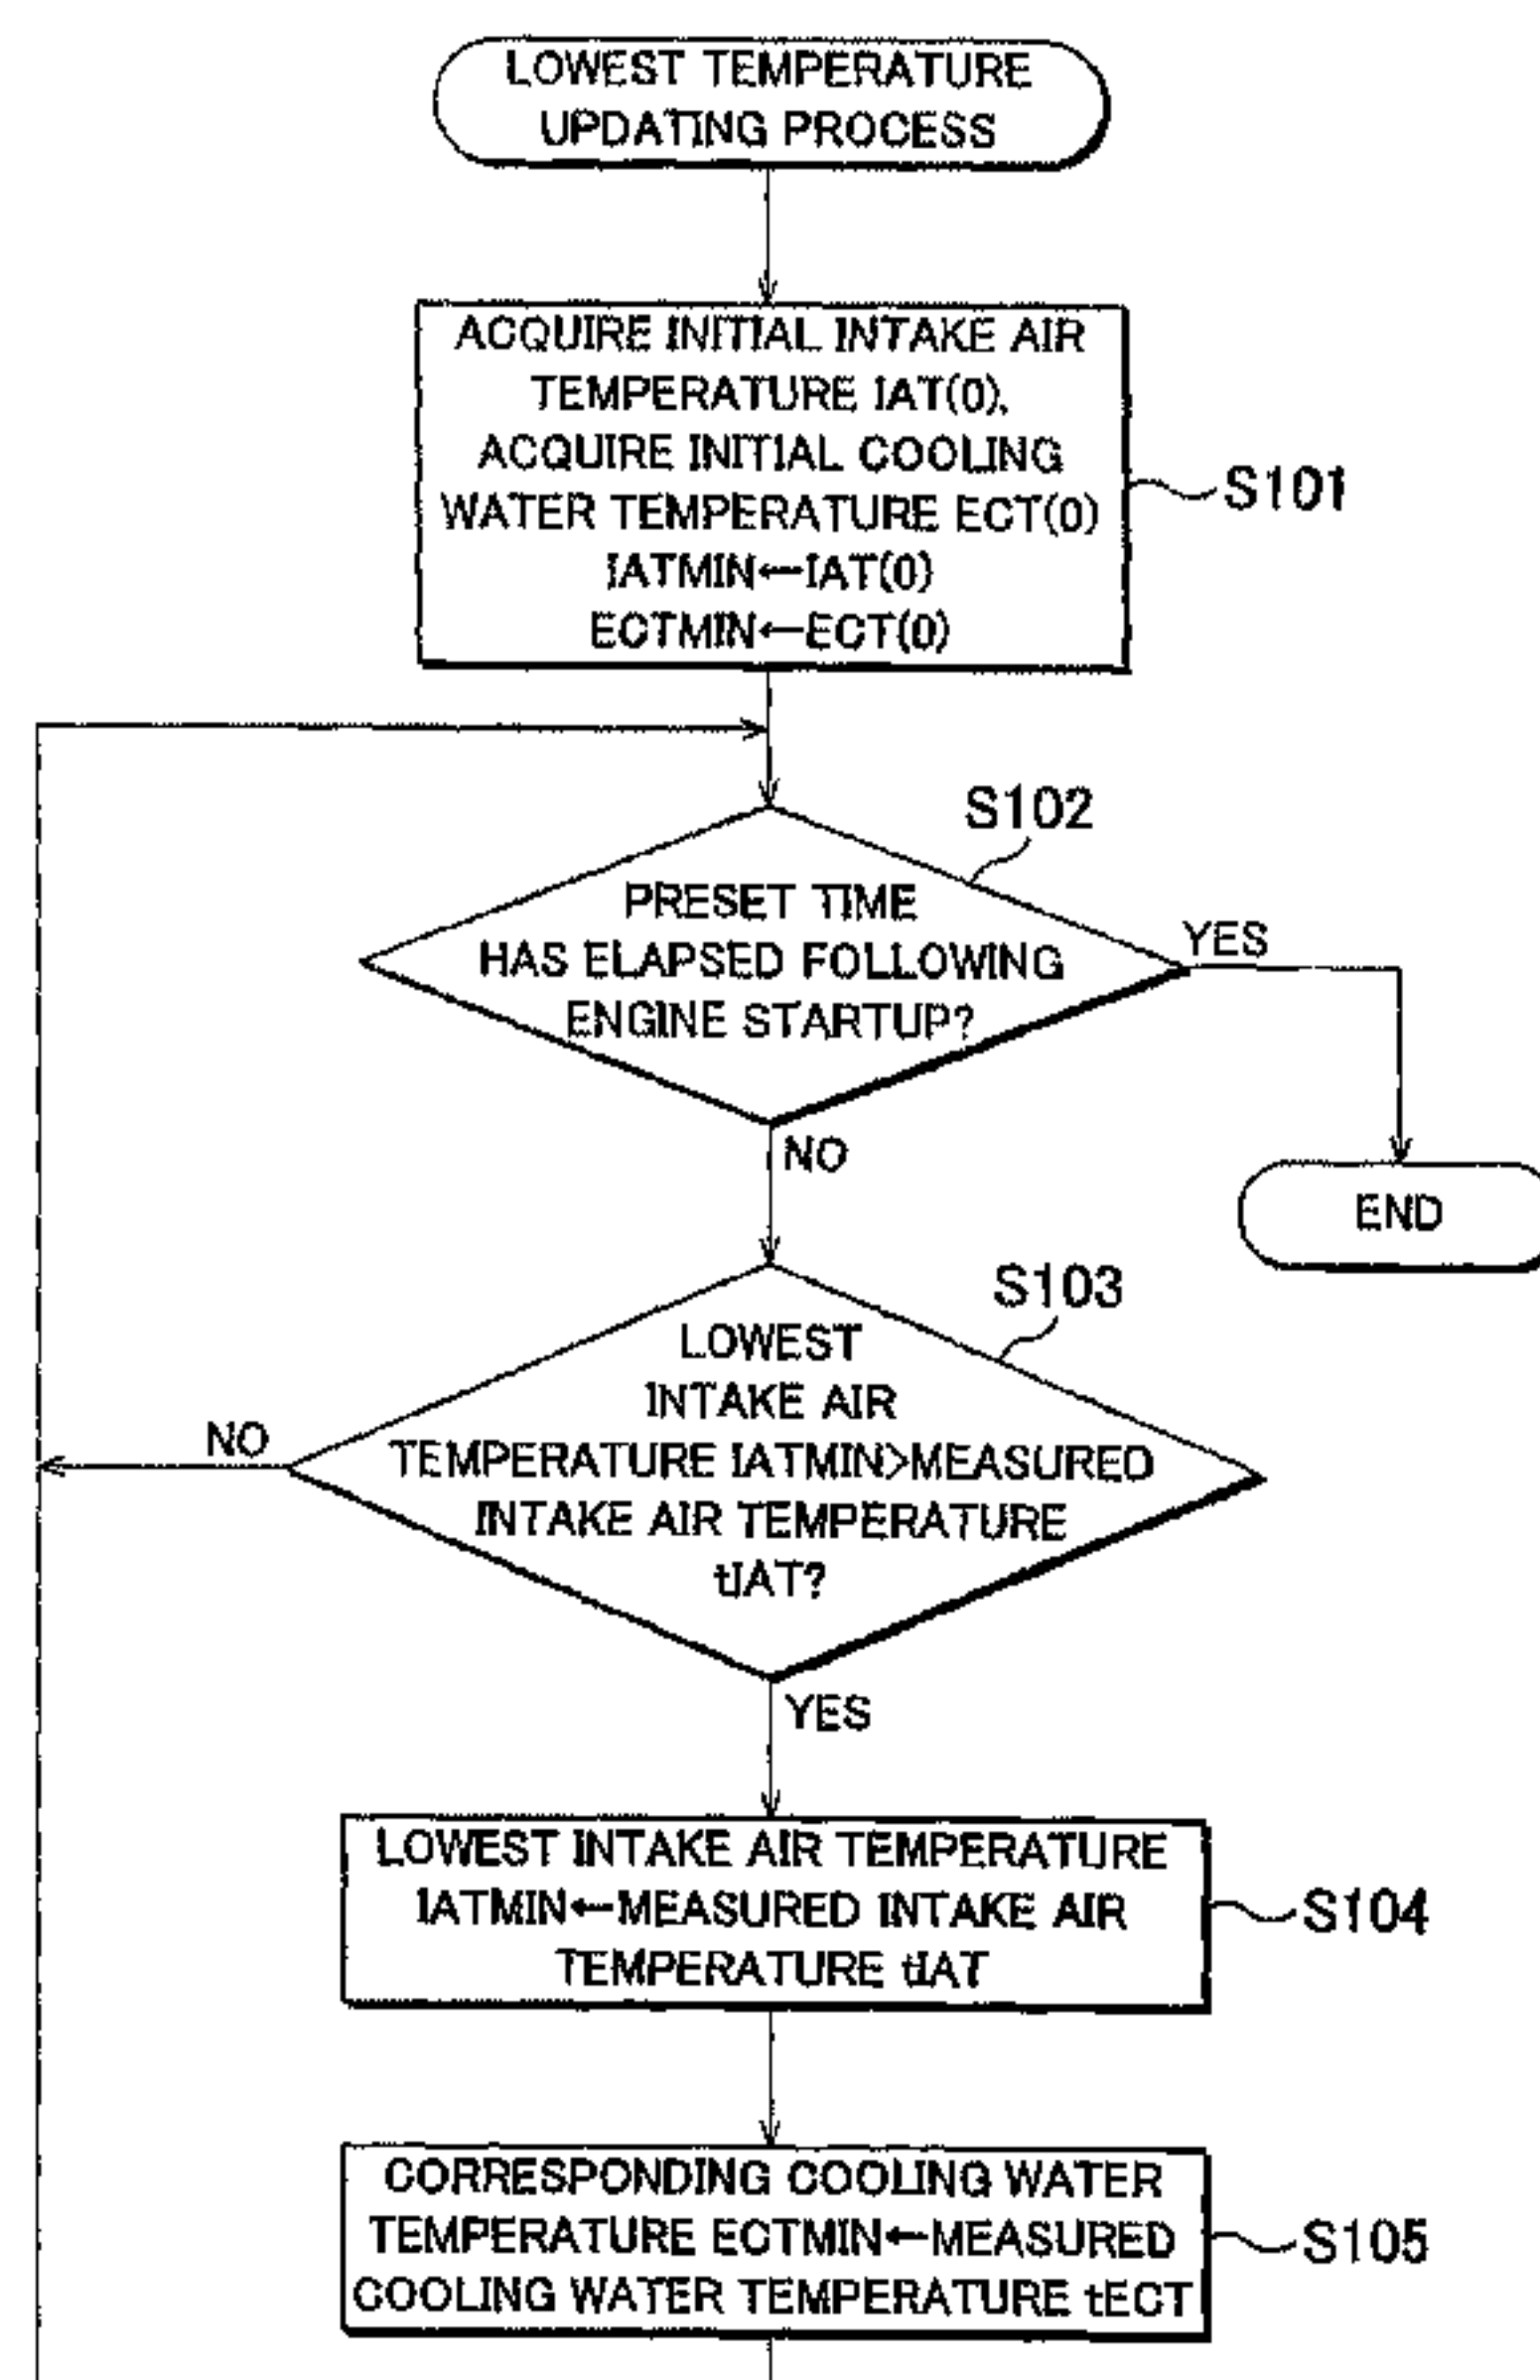 LOWEST TEMPERATURE
UPDATING PROCESS
ACQUIRE INITIAL INTAKE AIR
TEMPERATURE IAT(0),
ACQUIRE INITIAL COOLING
WATER TEMPERATURE ECT(0)
IATMIN←IAT(0)
ECTMIN←ECT(0)
S101
S102
PRESET TIME
HAS ELAPSED FOLLOWING
ENGINE STARTUP?
YES
NO
END
S103
LOWEST
INTAKE AIR
TEMPERATURE IATMIN>MEASURED
INTAKE AIR TEMPERATURE
tIAT?
NO
YES
LOWEST INTAKE AIR TEMPERATURE
IATMIN←MEASURED INTAKE AIR
TEMPERATURE tIAT
S104
CORRESPONDING COOLING WATER
TEMPERATURE ECTMIN←MEASURED
COOLING WATER TEMPERATURE tECT
S105